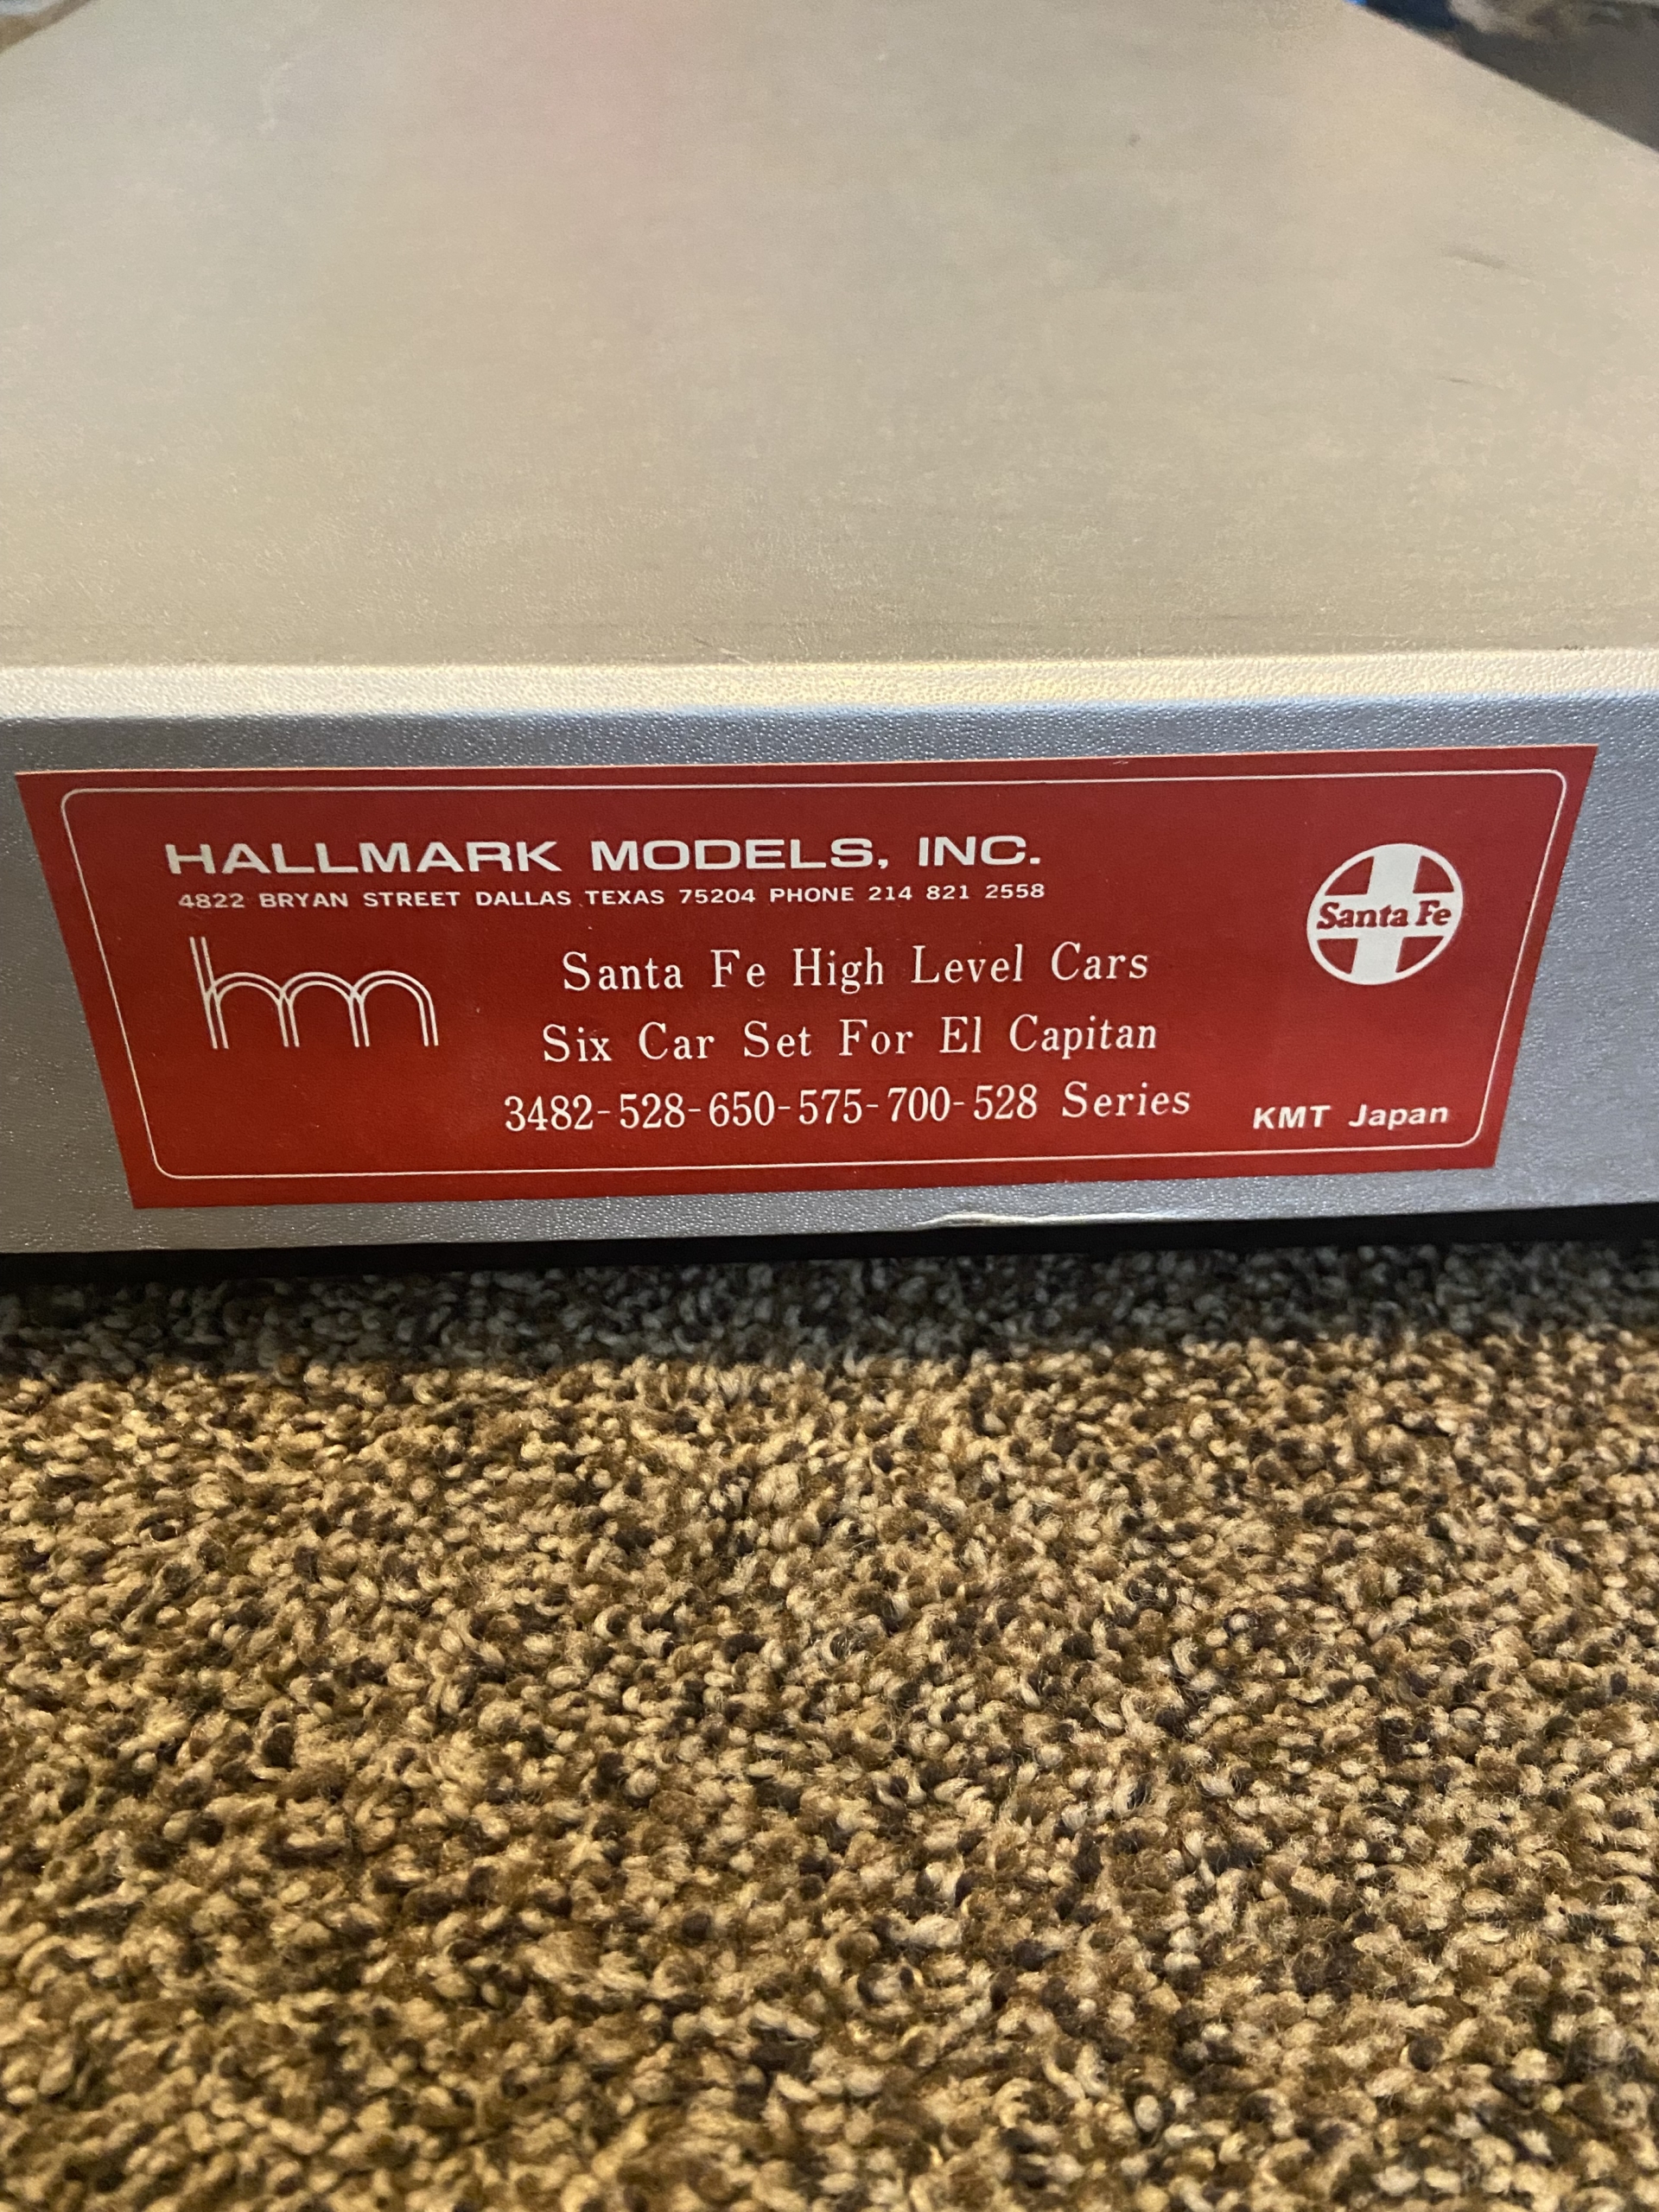 HALLMARK MODELS, INC.
4822 BRYAN STREET DALLAS TEXAS 75204 PHONE 214 821 2558
hm
Santa Fe
Santa Fe High Level Cars
Six Car Set For El Capitan
3482-528-650-575-700-528 Series
KMT Japan